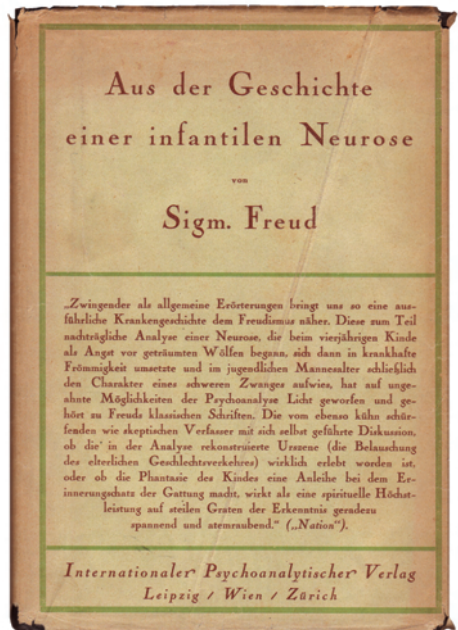 Aus der Geschichte
einer infantilen Neurose
von
Sigm. Freud
„Zwingender als allgemeine Erörterungen bringt uns so eine aus-
führliche Krankengeschichte dem Freudismus näher. Diese zum Teil
nachträgliche Analyse einer Neurose, die beim vierjährigen Kinde
als Angst vor geträumten Wölfen begann, sich dann in krankhafte
Frömmigkeit umsetzte und im jugendlichen Mannesalter schließlich
den Charakter eines schweren Zwanges aufwies, hat auf unge-
ahnte Möglichkeiten der Psychoanalyse Licht geworfen und ge-
hört zu Freuds klassischen Schriften. Die vom ebenso kühn schür-
fenden wie skeptischen Verfasser mit sich selbst geführte Diskussion,
ob die in der Analyse rekonstruierte Urszene (die Belauschung
des elterlichen Geschlechtsverkehres) wirklich erlebt worden ist,
oder ob die Phantasie des Kindes eine Anleihe bei dem Er-
innerungschatz der Gattung macht, wirkt als eine spirituelle Höchst-
leistung auf steilen Graten der Erkenntnis geradezu
spannend und atemraubend.“ („Nation“).
Internationaler Psychoanalytischer Verlag
Leipzig / Wien / Zürich